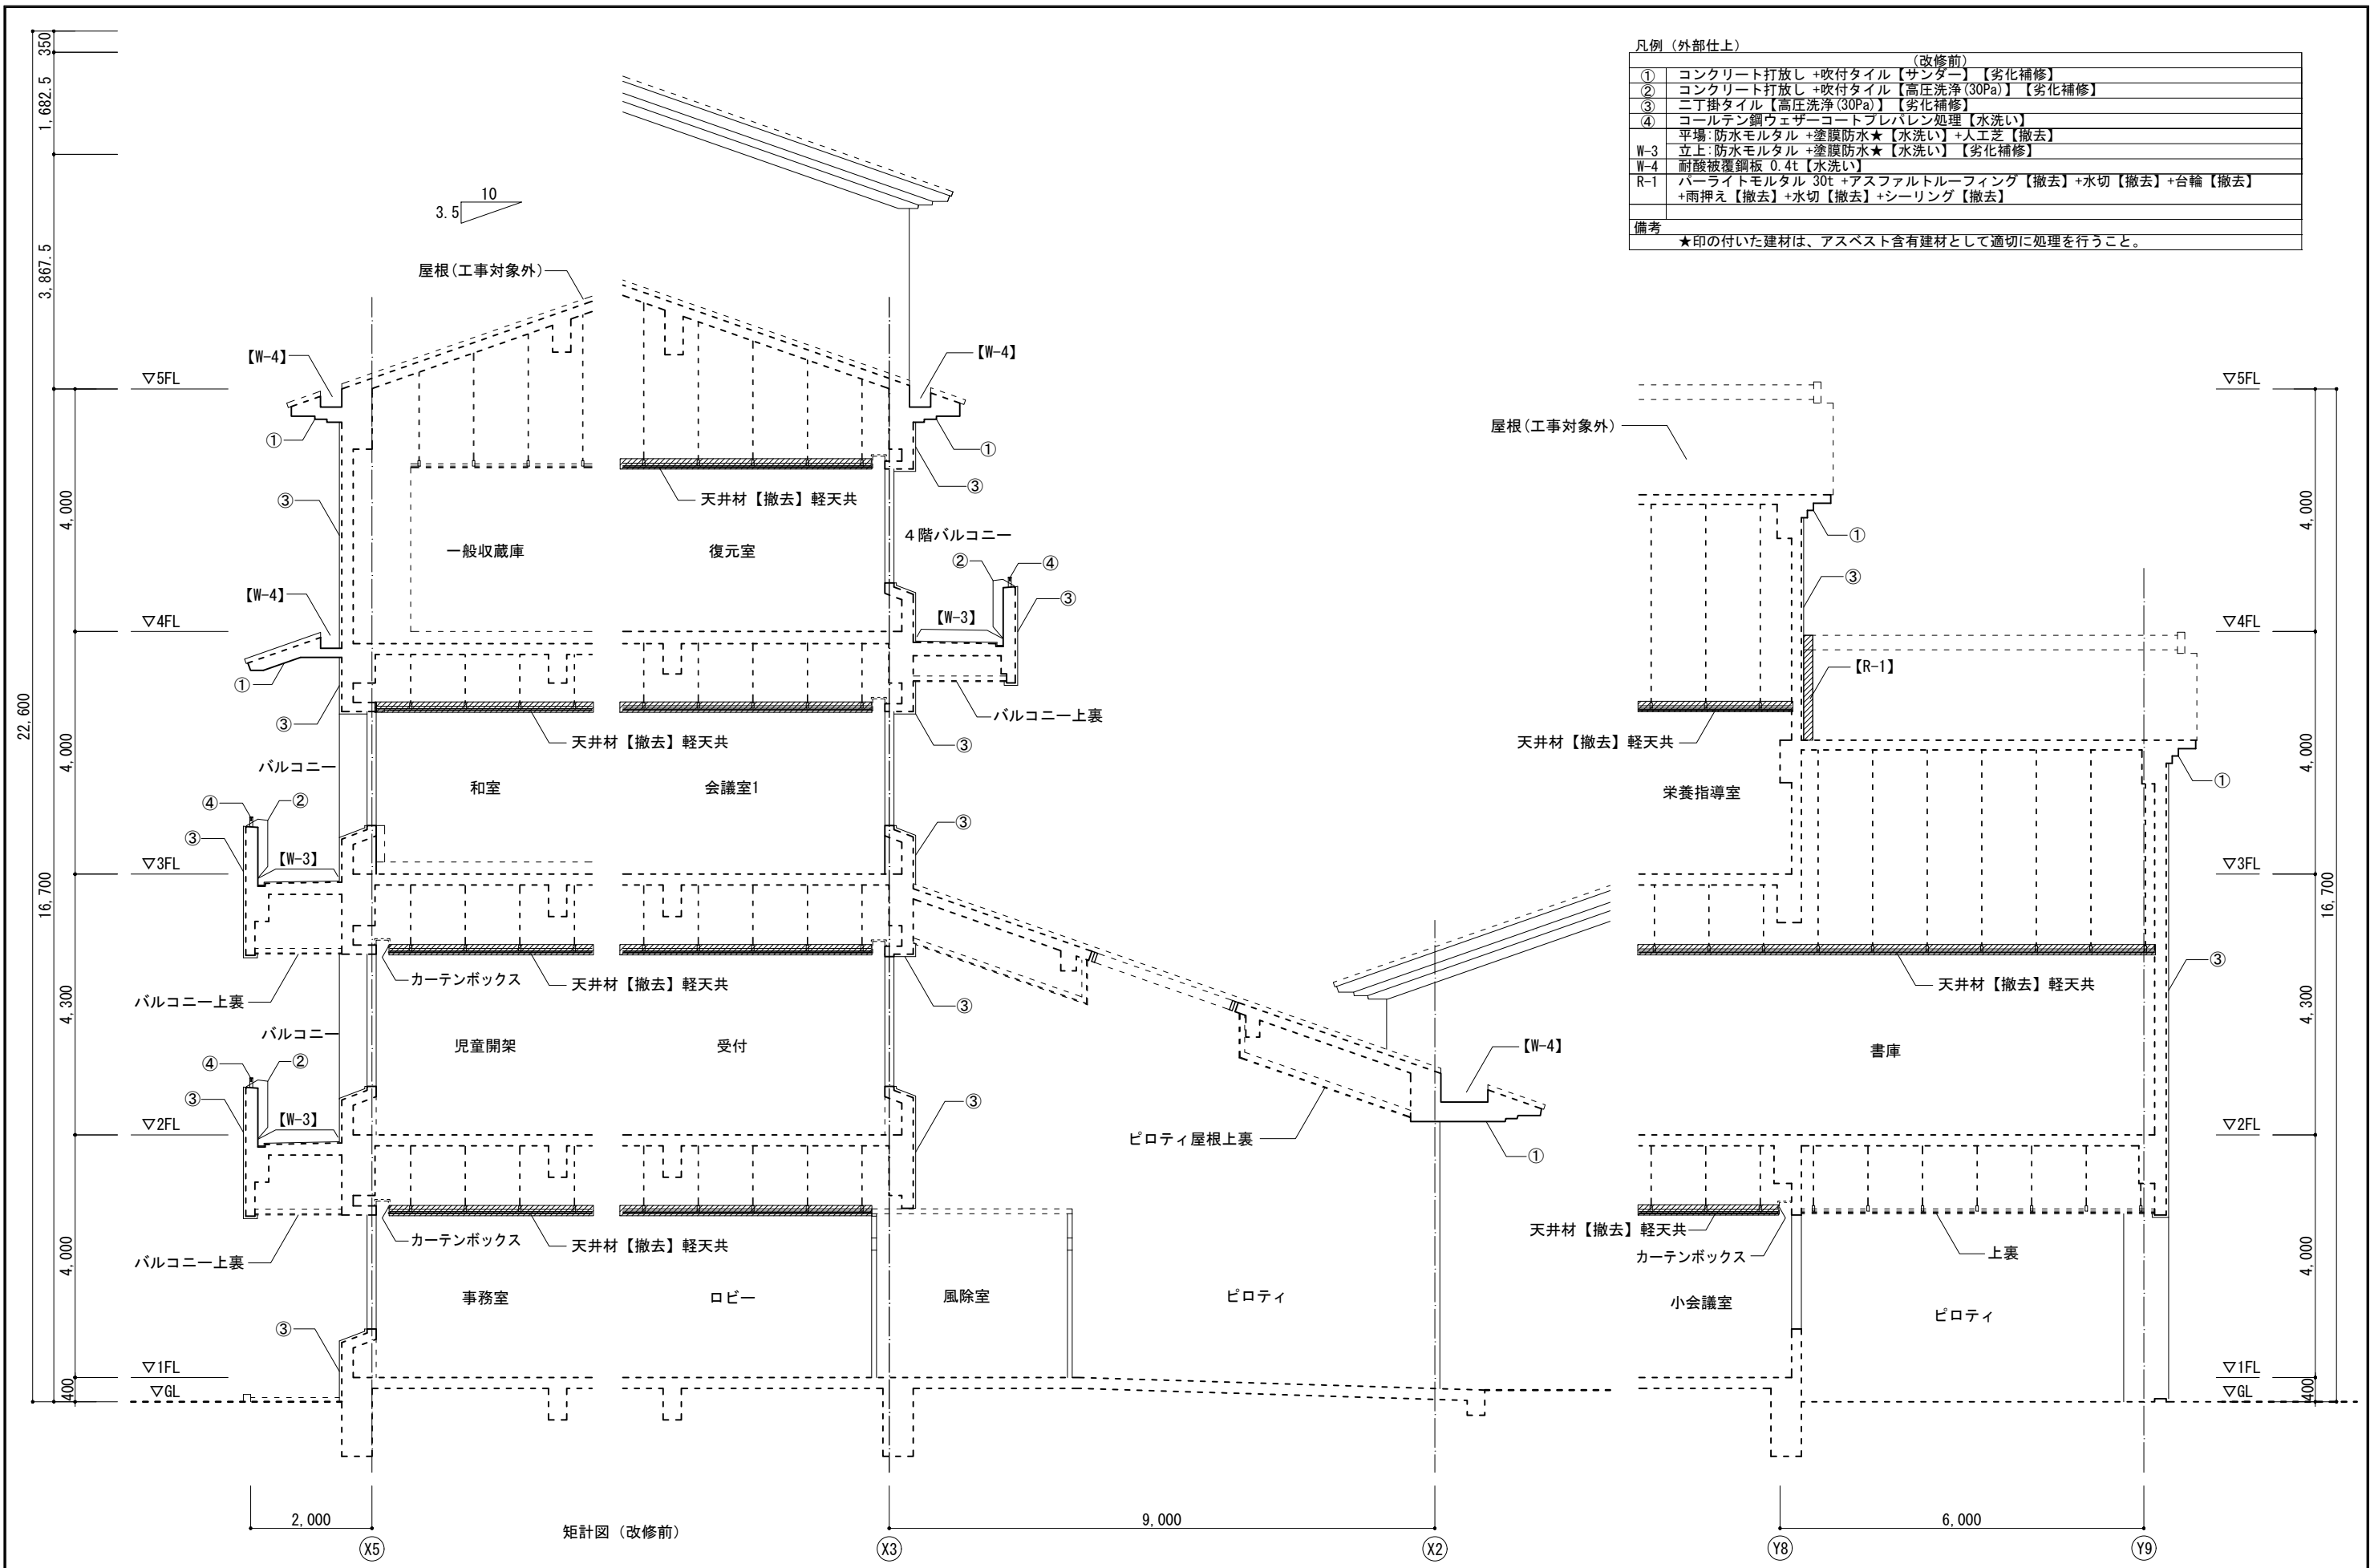 凡例（外部仕上）
（改修前）
① コンクリート打放し +吹付タイル【サンダー】【劣化補修】
② コンクリート打放し +吹付タイル【高圧洗浄(30Pa)】【劣化補修】
③ 二丁掛タイル【高圧洗浄(30Pa)】【劣化補修】
④ コールテン鋼ウェザーコートプレパレン処理【水洗い】
平場:防水モルタル +塗膜防水★【水洗い】+人工芝【撤去】
W-3 立上:防水モルタル +塗膜防水★【水洗い】【劣化補修】
W-4 耐酸被覆鋼板 0.4t【水洗い】
R-1 パーライトモルタル 30t +アスファルトルーフィング【撤去】+水切【撤去】+台輪【撤去】
+雨押え【撤去】+水切【撤去】+シーリング【撤去】
備考
★印の付いた建材は、アスベスト含有建材として適切に処理を行うこと。
350
1,682.5
3,867.5
22,600
16,700
4,000
4,000
4,300
4,000
400
10
3.5
屋根(工事対象外)
【W-4】
【W-4】
▽5FL
①
①
③
③
天井材【撤去】軽天共
一般収蔵庫
復元室
4階バルコニー
②
④
③
【W-3】
【W-4】
▽4FL
①
③
バルコニー上裏
③
天井材【撤去】軽天共
バルコニー
和室
会議室1
④
②
③
③
【W-3】
▽3FL
カーテンボックス
天井材【撤去】軽天共
③
バルコニー上裏
バルコニー
児童開架
受付
④
②
③
③
【W-3】
▽2FL
【W-4】
ピロティ屋根上裏
①
カーテンボックス
天井材【撤去】軽天共
バルコニー上裏
事務室
ロビー
風除室
ピロティ
③
▽1FL
▽GL
屋根(工事対象外)
①
③
【R-1】
天井材【撤去】軽天共
栄養指導室
①
天井材【撤去】軽天共
③
書庫
天井材【撤去】軽天共
カーテンボックス
上裏
小会議室
ピロティ
▽5FL
▽4FL
▽3FL
▽2FL
▽1FL
▽GL
4,000
4,000
4,300
4,000
400
16,700
2,000
9,000
6,000
矩計図（改修前）
X5
X3
X2
Y8
Y9